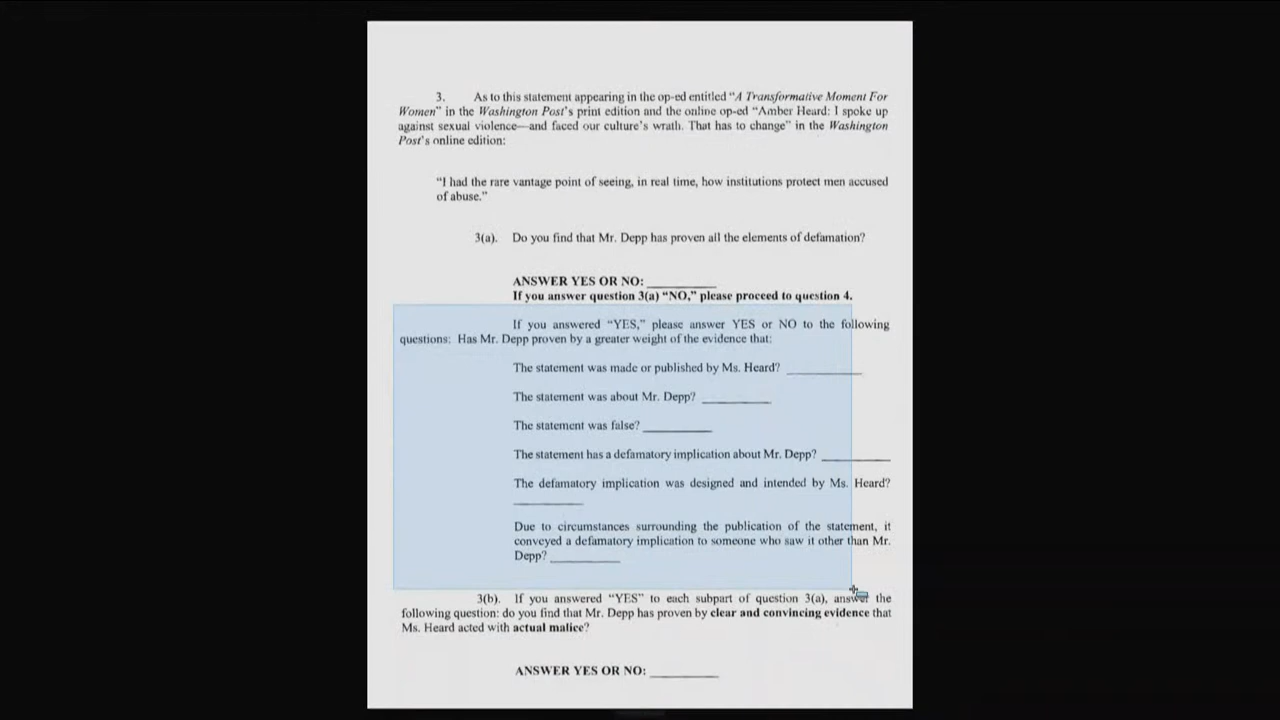 3. As to this statement appearing in the op-ed entitled “A Transformative Moment For
Women” in the Washington Post’s print edition and the online op-ed “Amber Heard: I spoke up
against sexual violence—and faced our culture’s wrath. That has to change” in the Washington
Post’s online edition:
“I had the rare vantage point of seeing, in real time, how institutions protect men accused
of abuse.”
3(a). Do you find that Mr. Depp has proven all the elements of defamation?
ANSWER YES OR NO: ________
If you answer question 3(a) “NO,” please proceed to question 4.
If you answered “YES,” please answer YES or NO to the following
questions: Has Mr. Depp proven by a greater weight of the evidence that:
The statement was made or published by Ms. Heard? ________
The statement was about Mr. Depp? ________
The statement was false? ________
The statement has a defamatory implication about Mr. Depp? ________
The defamatory implication was designed and intended by Ms. Heard?
________
Due to circumstances surrounding the publication of the statement, it
conveyed a defamatory implication to someone who saw it other than Mr.
Depp? ________
3(b). If you answered “YES” to each subpart of question 3(a), answer the
following question: do you find that Mr. Depp has proven by clear and convincing evidence that
Ms. Heard acted with actual malice?
ANSWER YES OR NO: ________